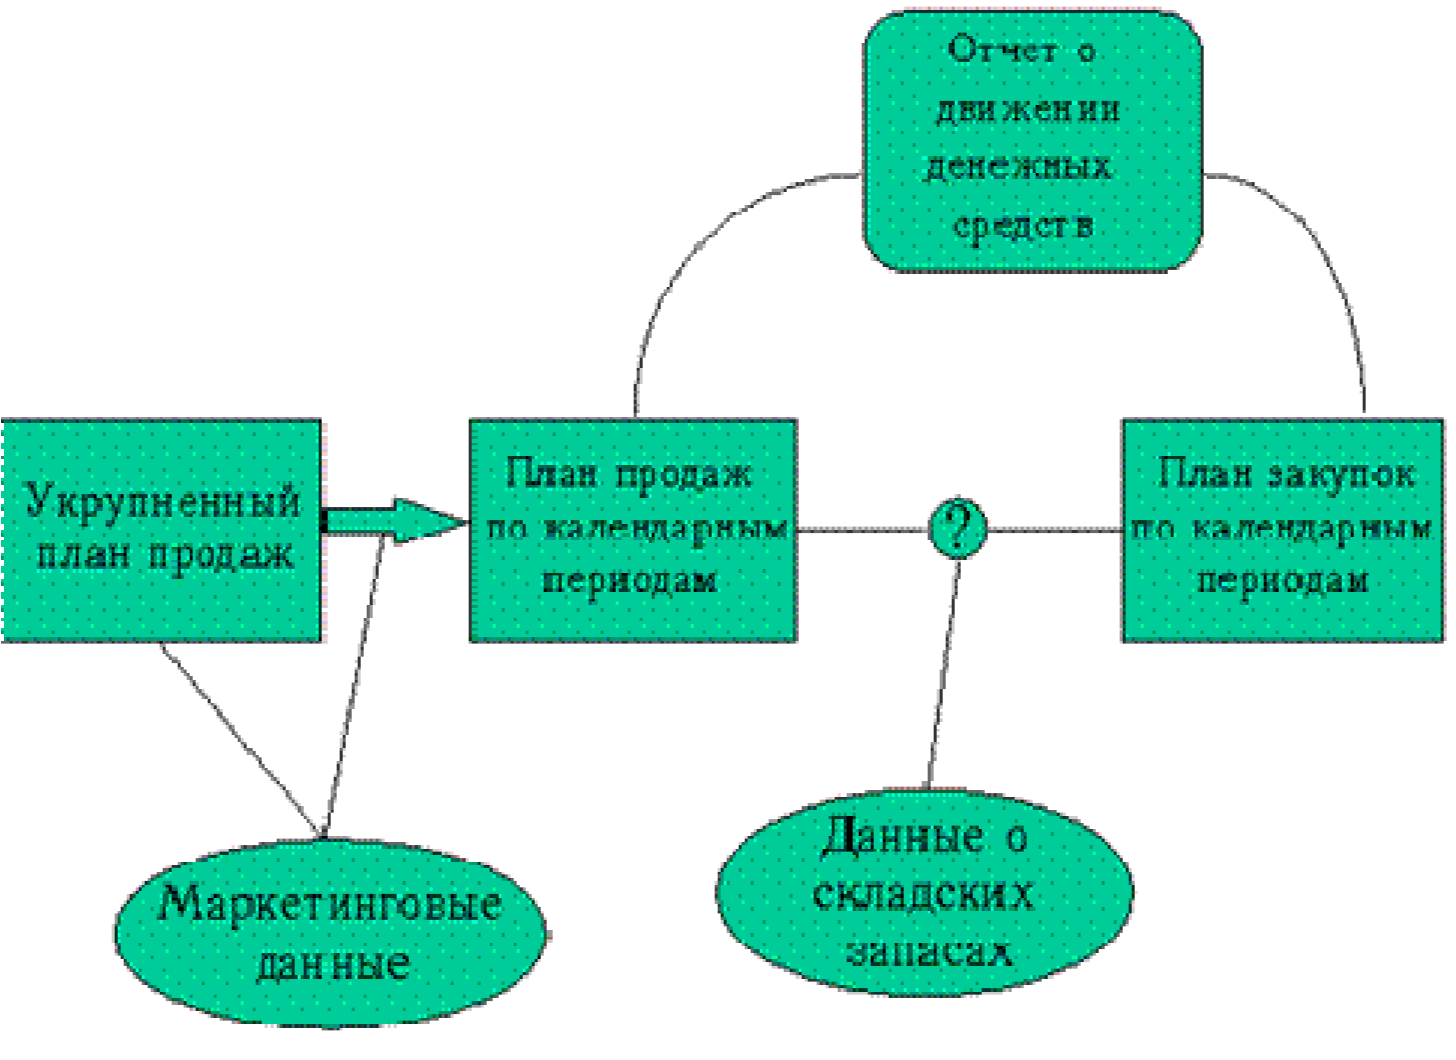 Отчет о
движении
денежных
средств
Укрупненный
план продаж
План продаж
по календарным
периодам
?
План закупок
по календарным
периодам
Маркетинговые
данные
Данные о
складских
запасах